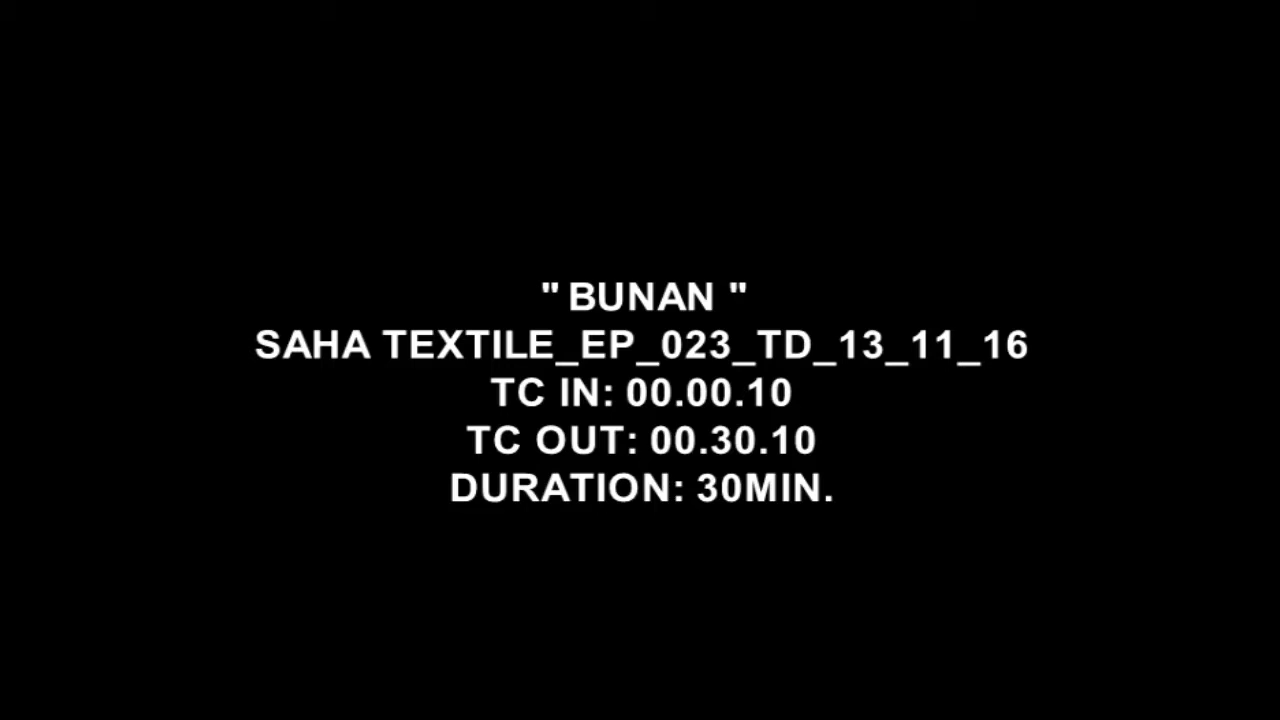 " BUNAN "
SAHA TEXTILE_EP_023_TD_13_11_16
TC IN: 00.00.10
TC OUT: 00.30.10
DURATION: 30MIN.